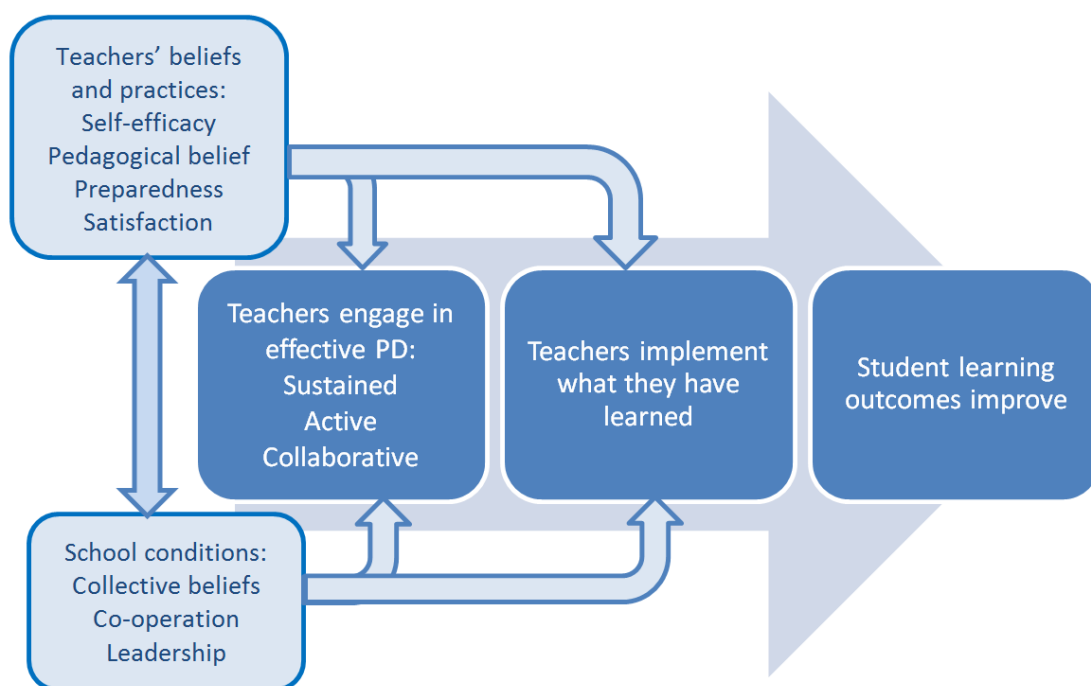 Teachers' beliefs
and practices:
Self-efficacy
Pedagogical belief
Preparedness
Satisfaction
Teachers engage in
effective PD:
Sustained
Active
Collaborative
Teachers implement
what they have
learned
Student learning
outcomes improve
School conditions:
Collective beliefs
Co-operation
Leadership